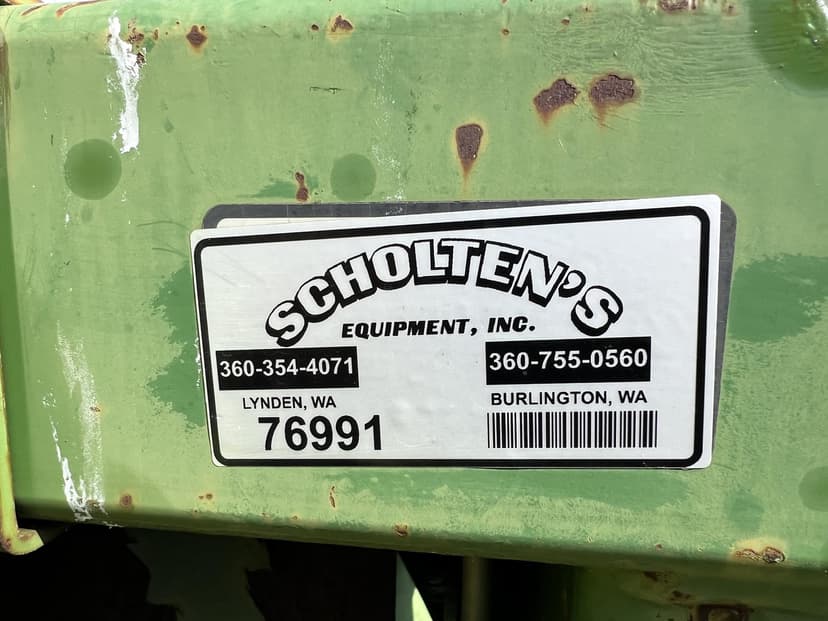 SCHOLTEN'S
EQUIPMENT, INC.
360-354-4071 360-755-0560
LYNDEN, WA BURLINGTON, WA
76991